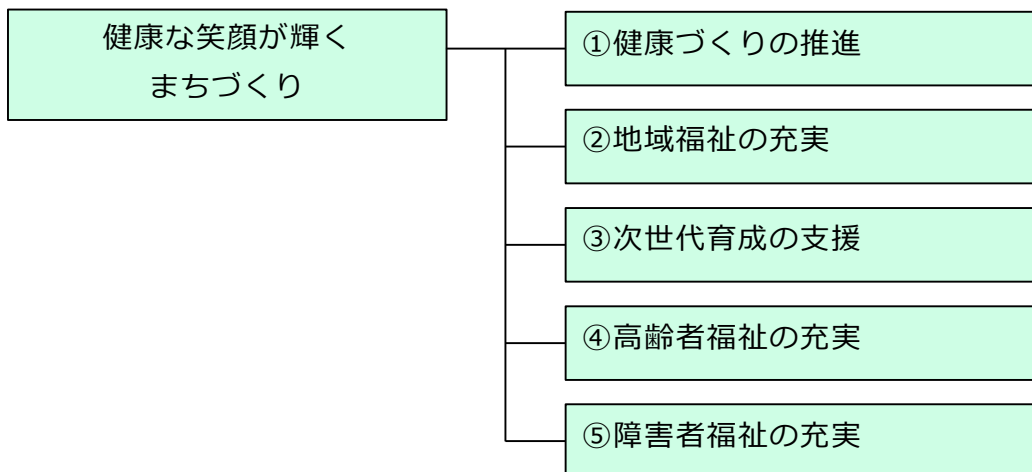 健康な笑顔が輝く
まちづくり
①健康づくりの推進
②地域福祉の充実
③次世代育成の支援
④高齢者福祉の充実
⑤障害者福祉の充実